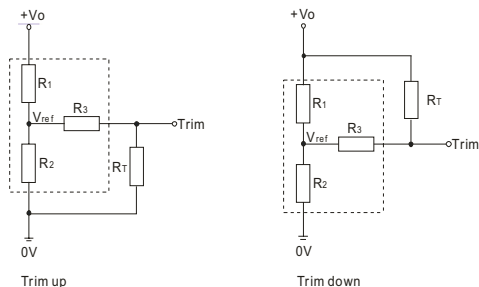 +Vo
R1
R3
Vref
Trim
R2
RT
0V
Trim up
+Vo
R1
RT
R3
Vref
Trim
R2
0V
Trim down